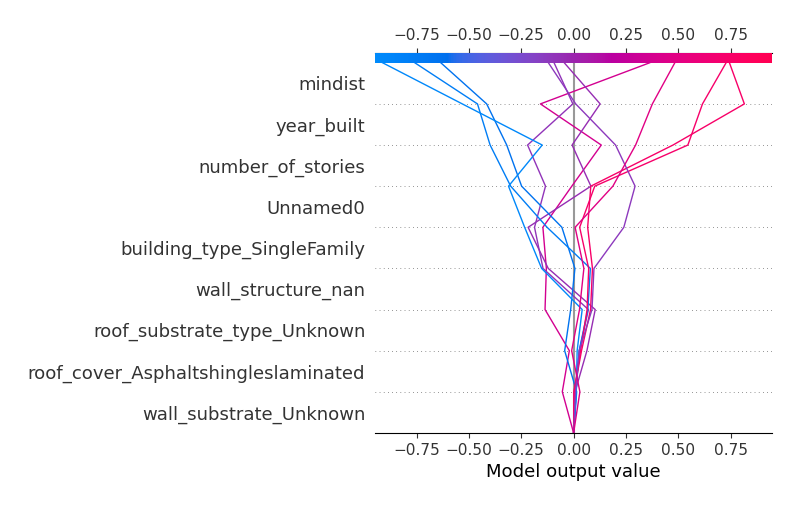 −0.75 −0.50 −0.25 0.00 0.25 0.50 0.75
mindist
year_built
number_of_stories
Unnamed0
building_type_SingleFamily
wall_structure_nan
roof_substrate_type_Unknown
roof_cover_Asphaltshingleslaminated
wall_substrate_Unknown
−0.75 −0.50 −0.25 0.00 0.25 0.50 0.75
Model output value